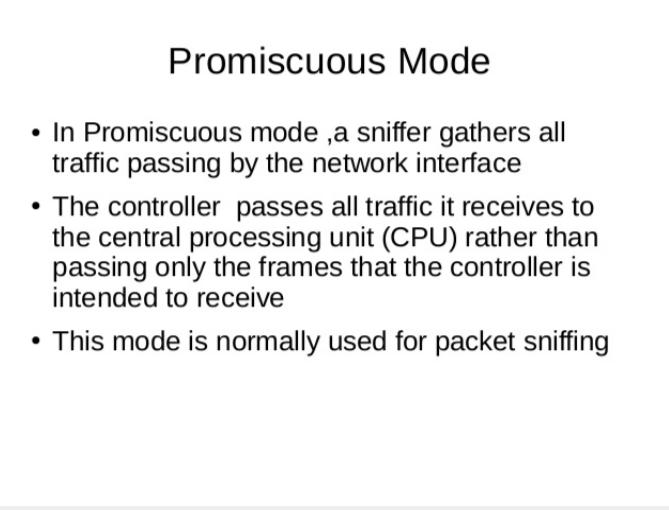 Promiscuous Mode
• In Promiscuous mode ,a sniffer gathers all
traffic passing by the network interface
• The controller  passes all traffic it receives to
the central processing unit (CPU) rather than
passing only the frames that the controller is
intended to receive
• This mode is normally used for packet sniffing